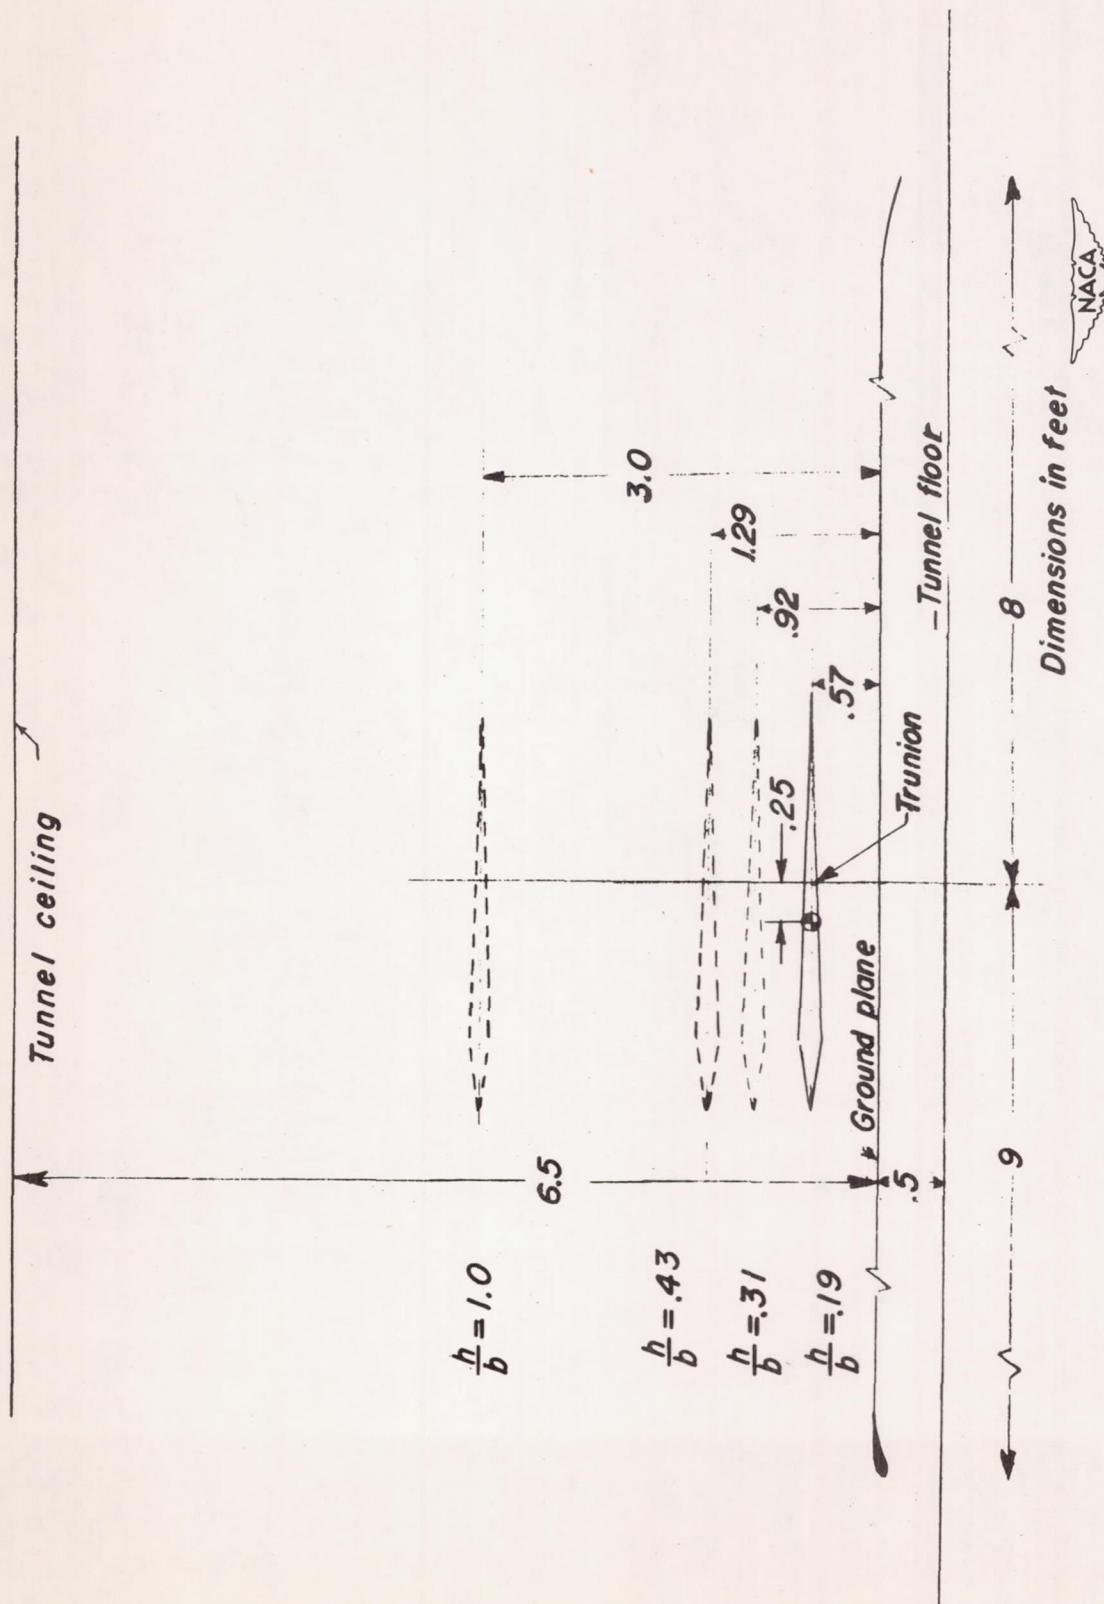 Tunnel ceiling
h/b = 1.0
h/b = .43
h/b = .31
h/b = .19
6.5
3.0
1.29
.92
.57
.25
Trunion
Ground plane
.5
Tunnel floor
9
8
Dimensions in feet
NACA